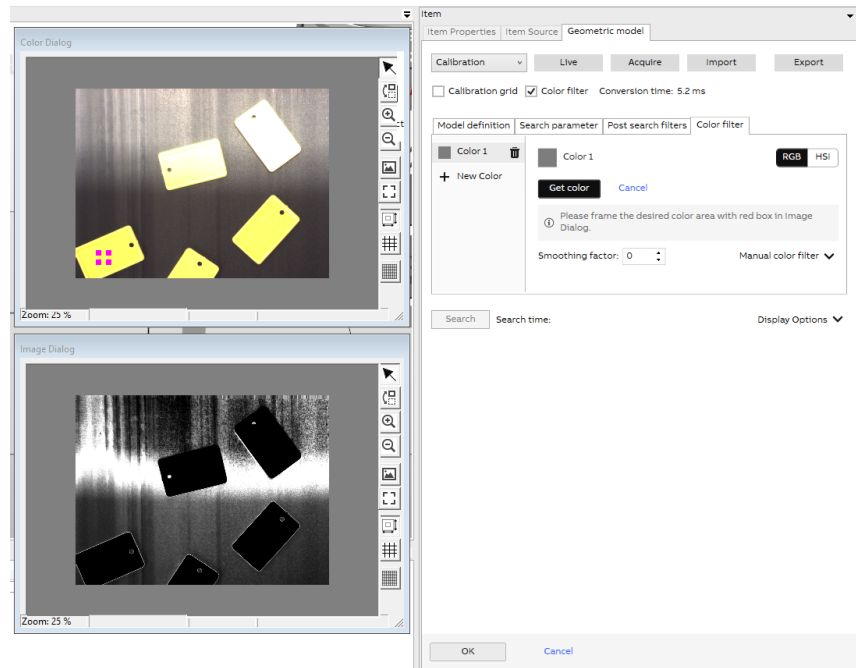 Item
Item Properties Item Source Geometric model
Color Dialog
Zoom: 25 %
Image Dialog
Zoom: 25 %
Calibration Live Acquire Import Export
Calibration grid Color filter Conversion time: 5.2 ms
Model definition Search parameter Post search filters Color filter
Color 1
New Color
Color 1 RGB HSI
Get color Cancel
Please frame the desired color area with red box in Image
Dialog.
Smoothing factor: 0 Manual color filter
Search Search time: Display Options
OK Cancel